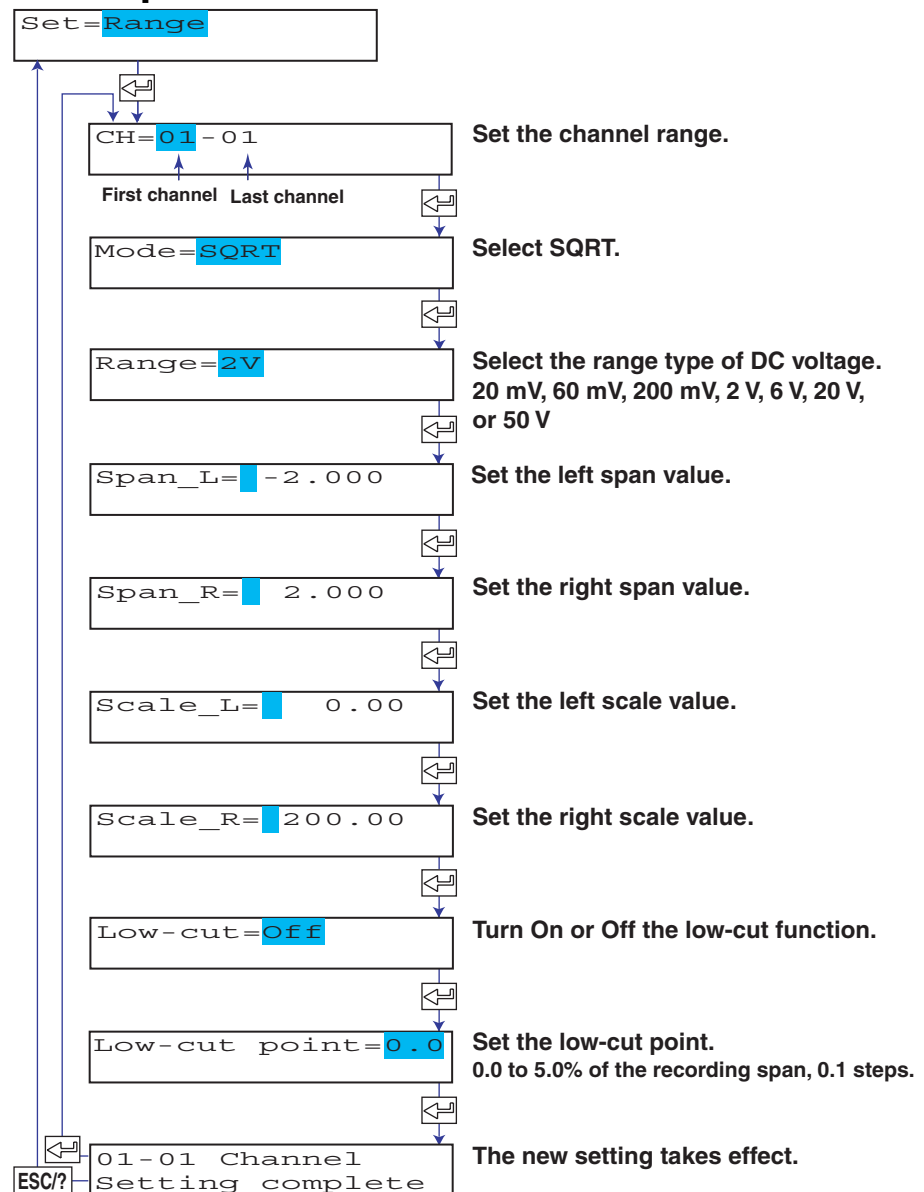 Set=Range
CH=01-01
Set the channel range.
First channel
Last channel
Mode=SQRT
Select SQRT.
Range=2V
Select the range type of DC voltage.
20 mV, 60 mV, 200 mV, 2 V, 6 V, 20 V,
or 50 V
Span_L= -2.000
Set the left span value.
Span_R= 2.000
Set the right span value.
Scale_L= 0.00
Set the left scale value.
Scale_R= 200.00
Set the right scale value.
Low-cut=Off
Turn On or Off the low-cut function.
Low-cut point=0.0
Set the low-cut point.
0.0 to 5.0% of the recording span, 0.1 steps.
01-01 Channel
The new setting takes effect.
ESC/?
Setting complete